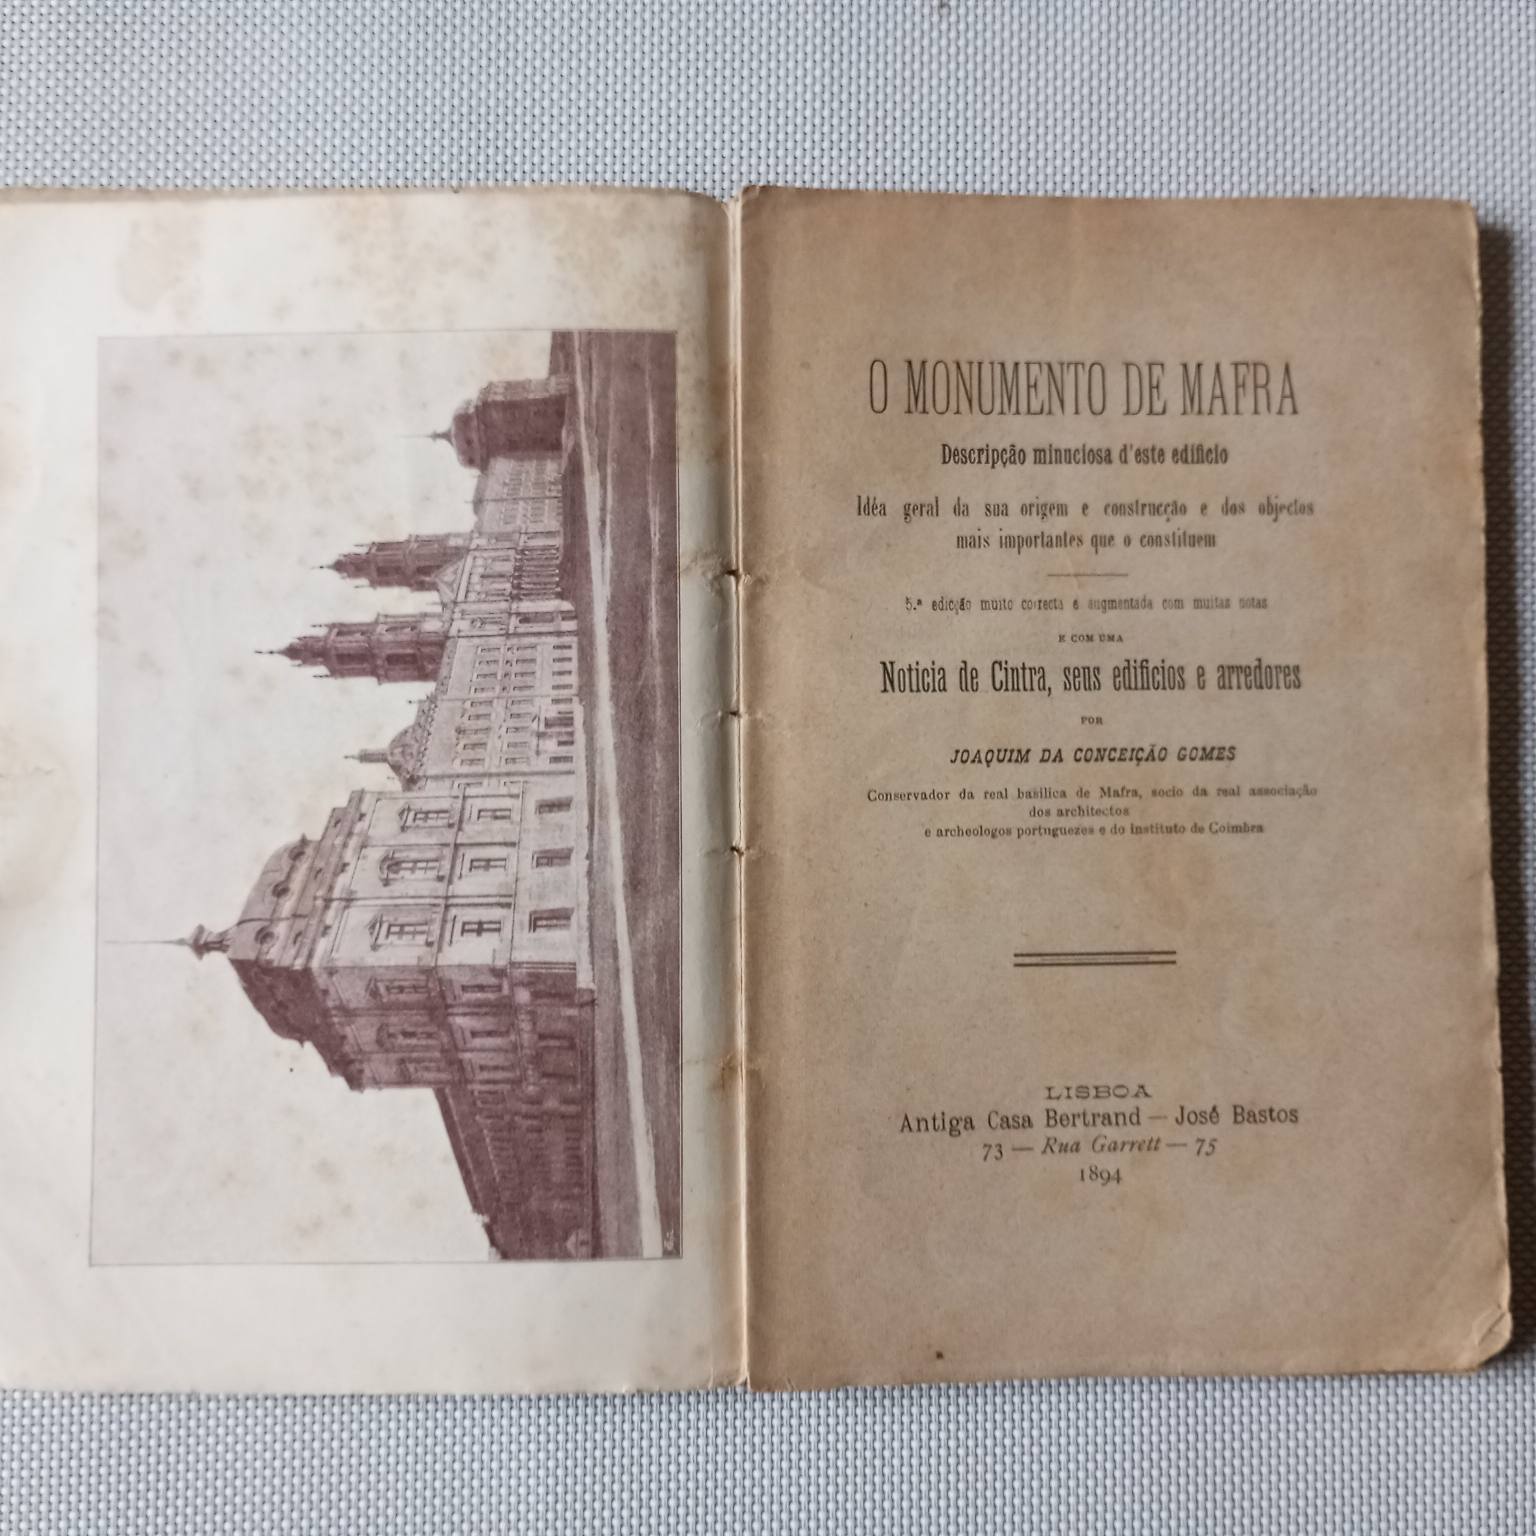 O MONUMENTO DE MAFRA
Descripção minuciosa d'este edificio
Idéa geral da sua origem e construcção e dos objectos
mais importantes que o constituem
5.ª edicção muito correcta e augmentada com muitas notas
E COM UMA
Noticia de Cintra, seus edificios e arredores
POR
JOAQUIM DA CONCEIÇÃO GOMES
Conservador da real basilica de Mafra, socio da real associação
dos architectos
e archeologos portuguezes e do Instituto de Coimbra
LISBOA
Antiga Casa Bertrand — José Bastos
73 — Rua Garrett — 75
1894